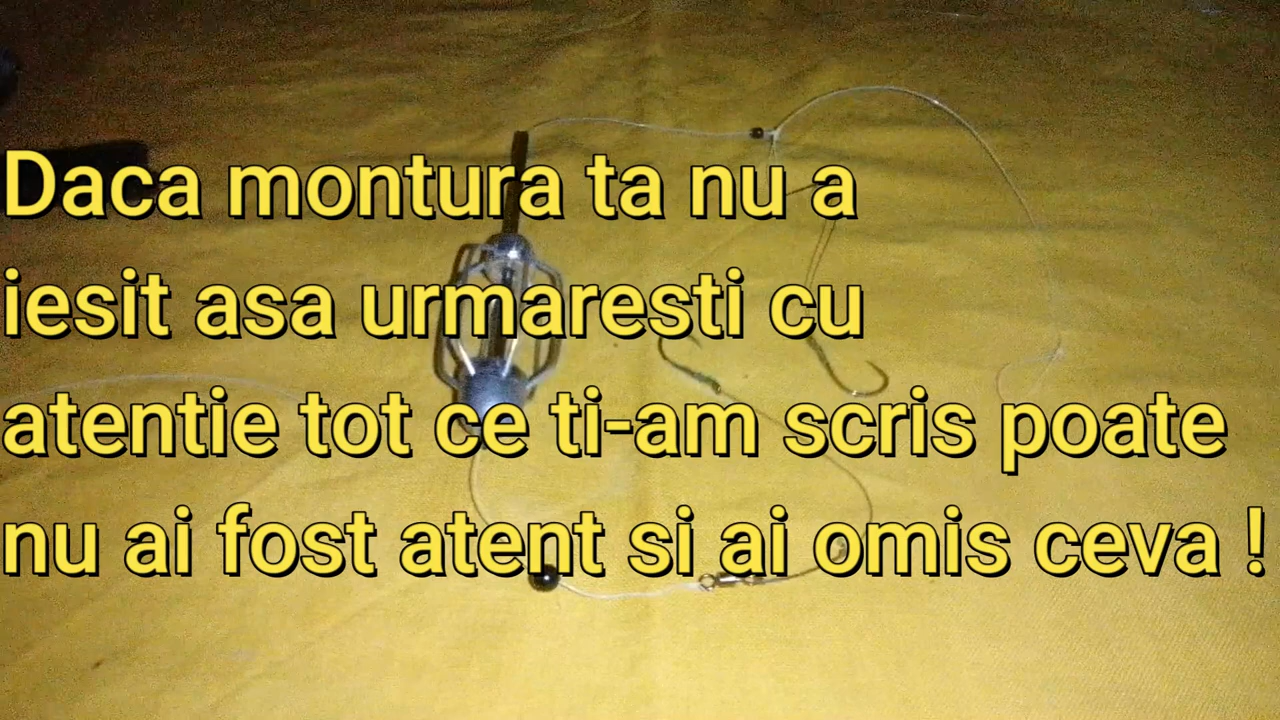 Daca montura ta nu a
iesit asa urmaresti cu
atentie tot ce ti-am scris poate
nu ai fost atent si ai omis ceva !